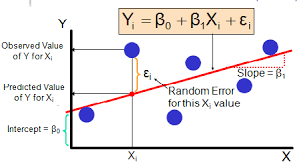 Y
Yᵢ = β₀ + β₁Xᵢ + εᵢ
Observed Value
of Y for Xᵢ
εᵢ
Slope = β₁
Predicted Value
of Y for Xᵢ
Random Error
for this Xᵢ value
Intercept = β₀
Xᵢ
X